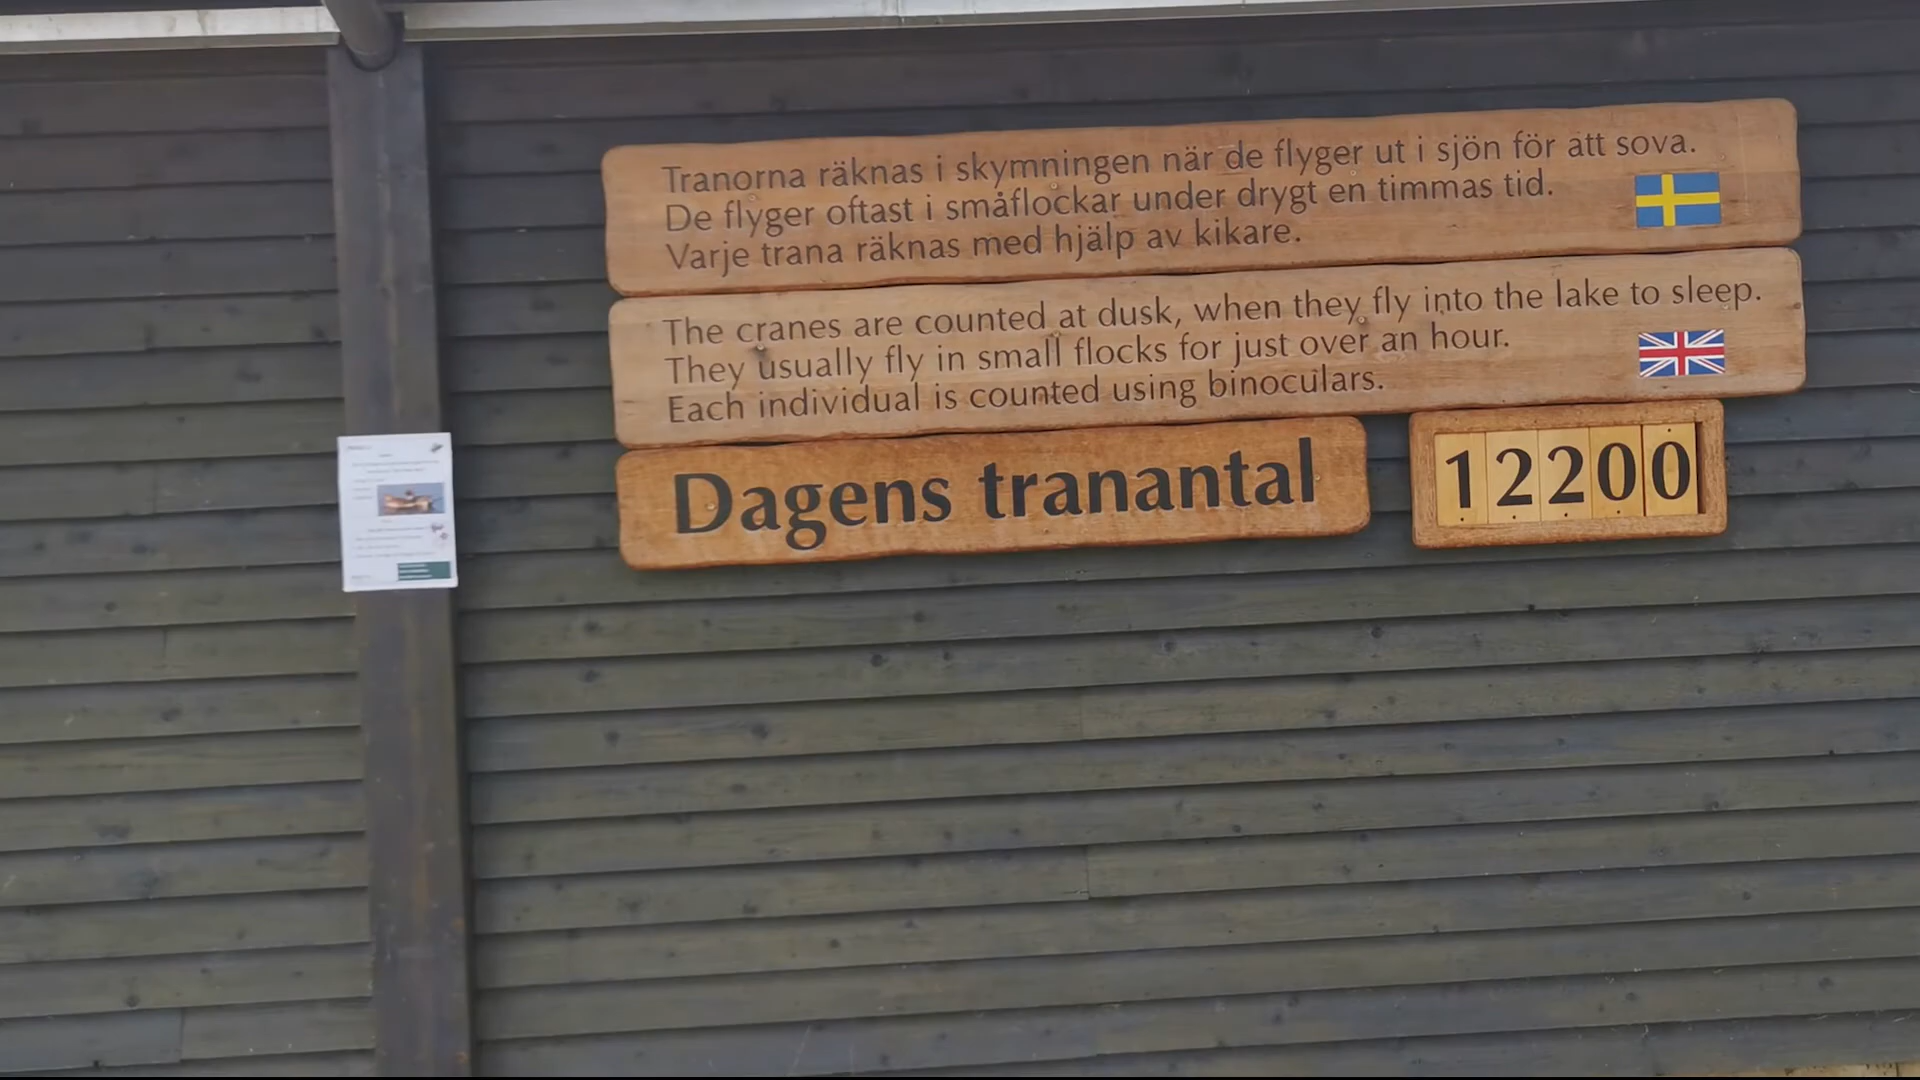 Tranorna räknas i skymningen när de flyger ut i sjön för att sova.
De flyger oftast i småflockar under drygt en timmas tid.
Varje trana räknas med hjälp av kikare.
The cranes are counted at dusk, when they fly into the lake to sleep.
They usually fly in small flocks for just over an hour.
Each individual is counted using binoculars.
Dagens tranantal
12200